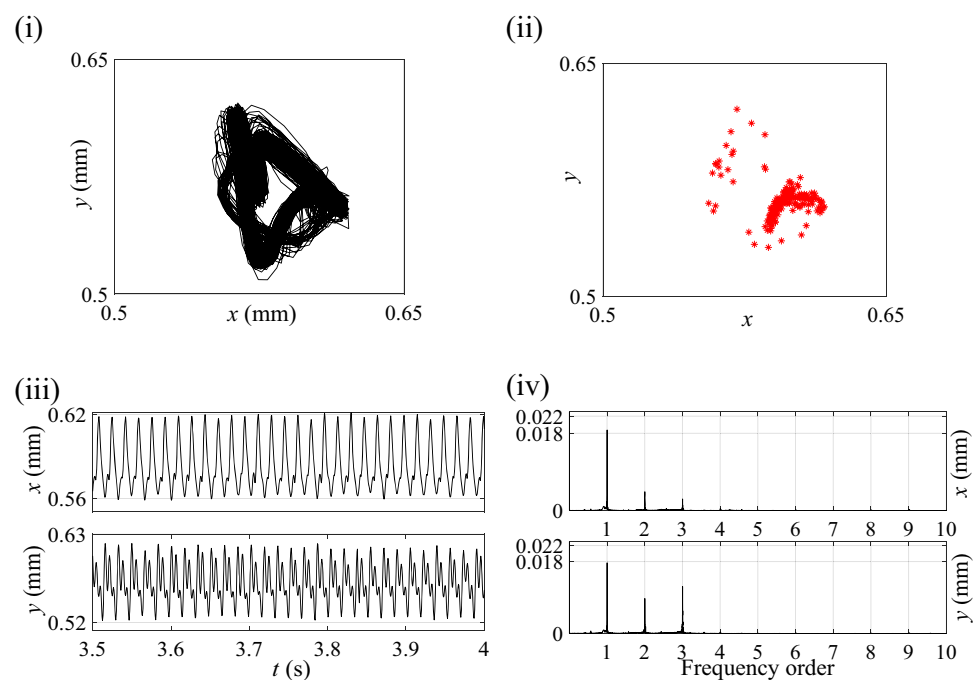 (i)
0.65
y (mm)
0.5
0.5
x (mm)
0.65
(ii)
0.65
y
0.5
0.5
x
0.65
(iii)
0.62
x (mm)
0.56
0.63
y (mm)
0.52
3.5 3.6 3.7 3.8 3.9 4
t (s)
(iv)
0.022
0.018
x
0
1 2 3 4 5 6 7 8 9 10
0.022
0.018
y
0
1 2 3 4 5 6 7 8 9 10
Frequency order